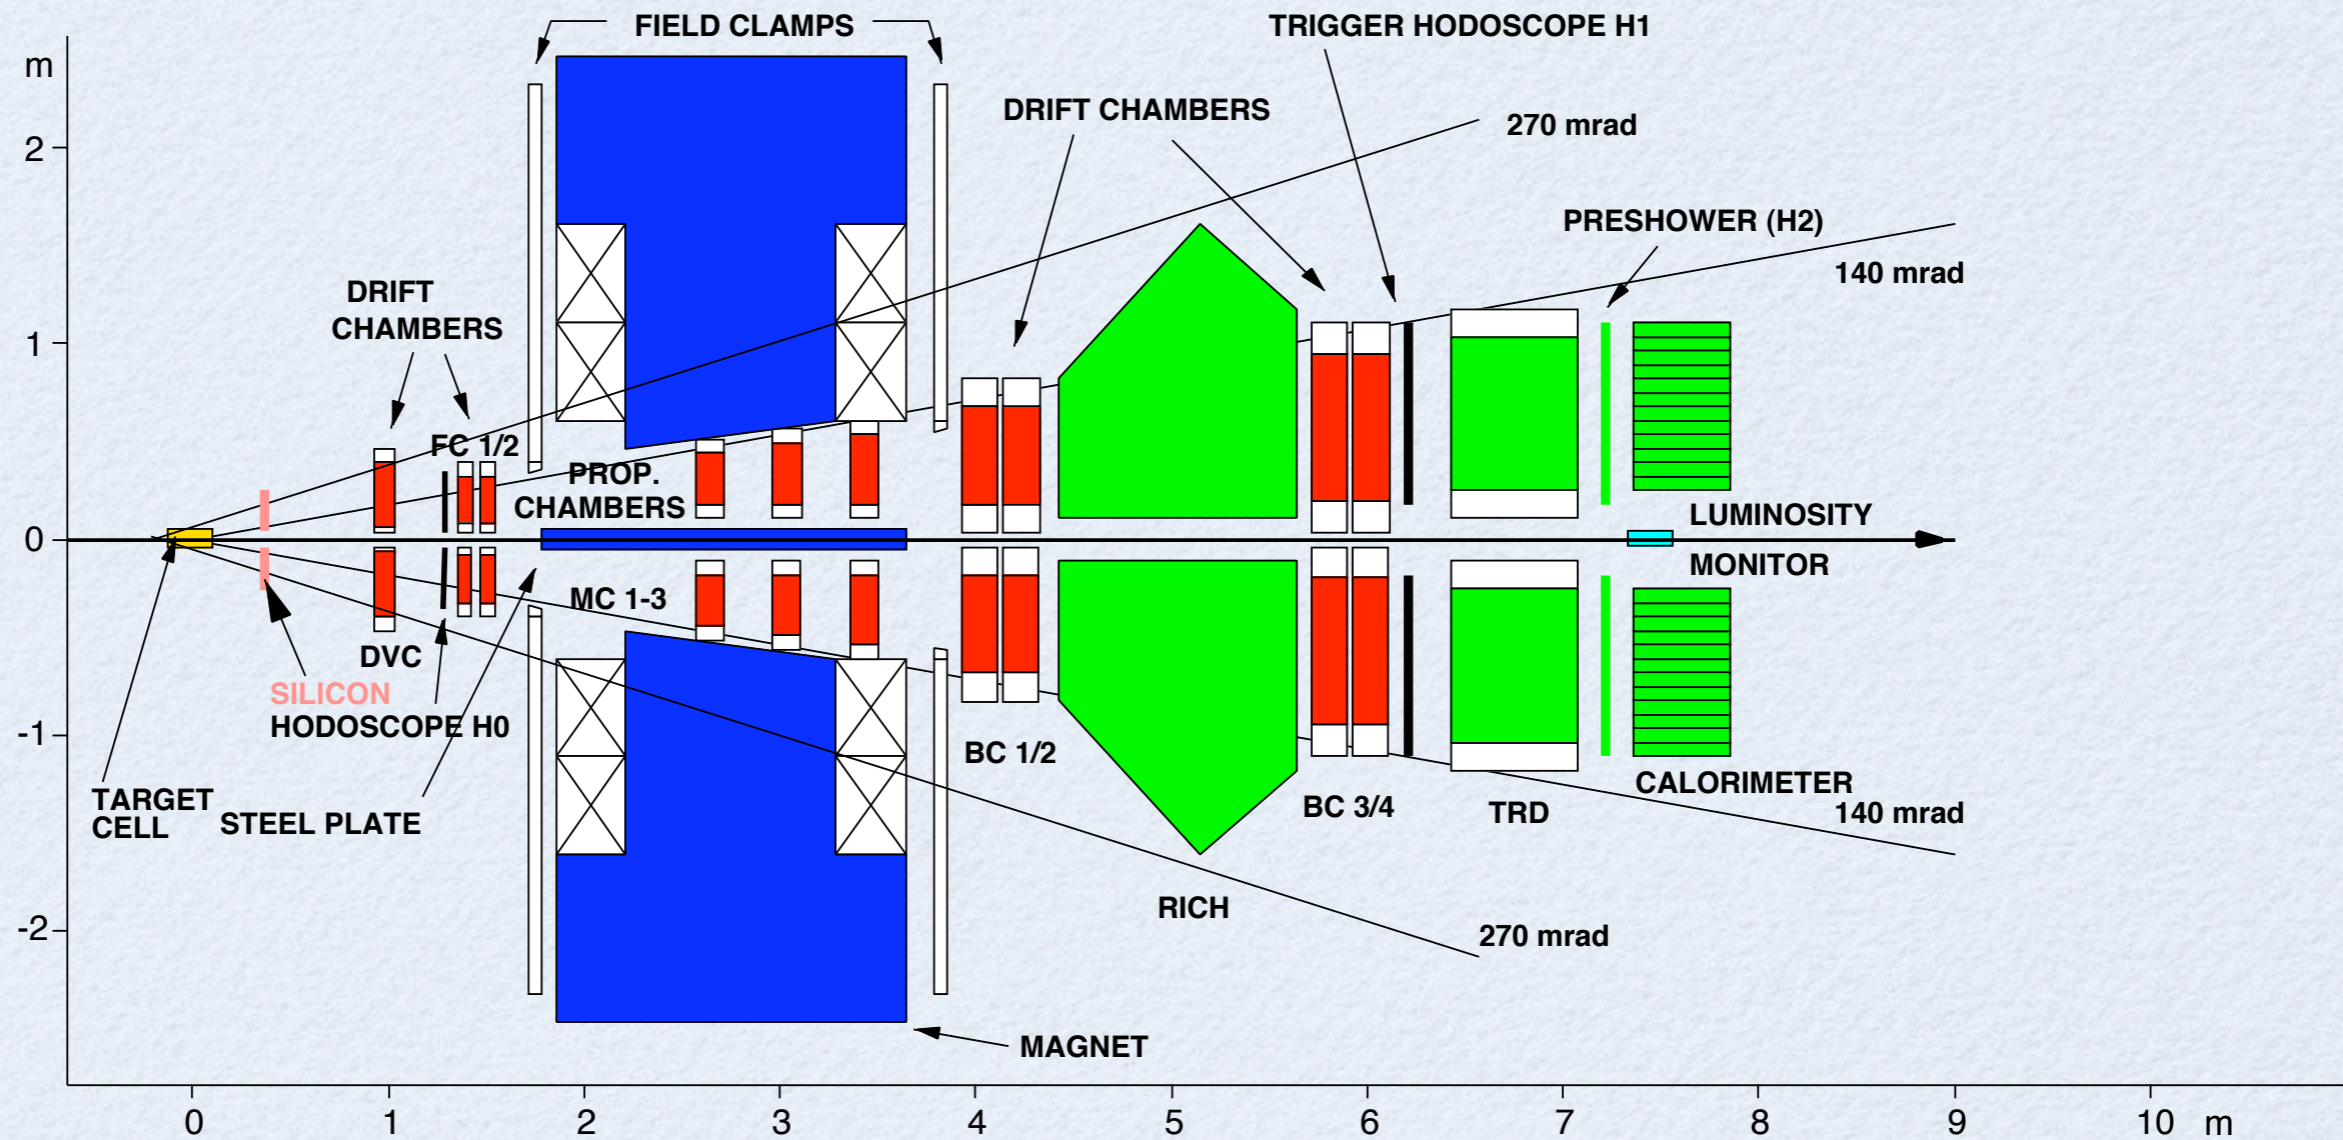 FIELD CLAMPS
TRIGGER HODOSCOPE H1
m
DRIFT CHAMBERS
270 mrad
2
PRESHOWER (H2)
140 mrad
DRIFT
CHAMBERS
1
FC 1/2
PROP.
CHAMBERS
LUMINOSITY
0
MONITOR
MC 1-3
DVC
SILICON
HODOSCOPE H0
-1
BC 1/2
CALORIMETER
TARGET
CELL
STEEL PLATE
BC 3/4
TRD
140 mrad
RICH
-2
270 mrad
MAGNET
0 1 2 3 4 5 6 7 8 9 10 m